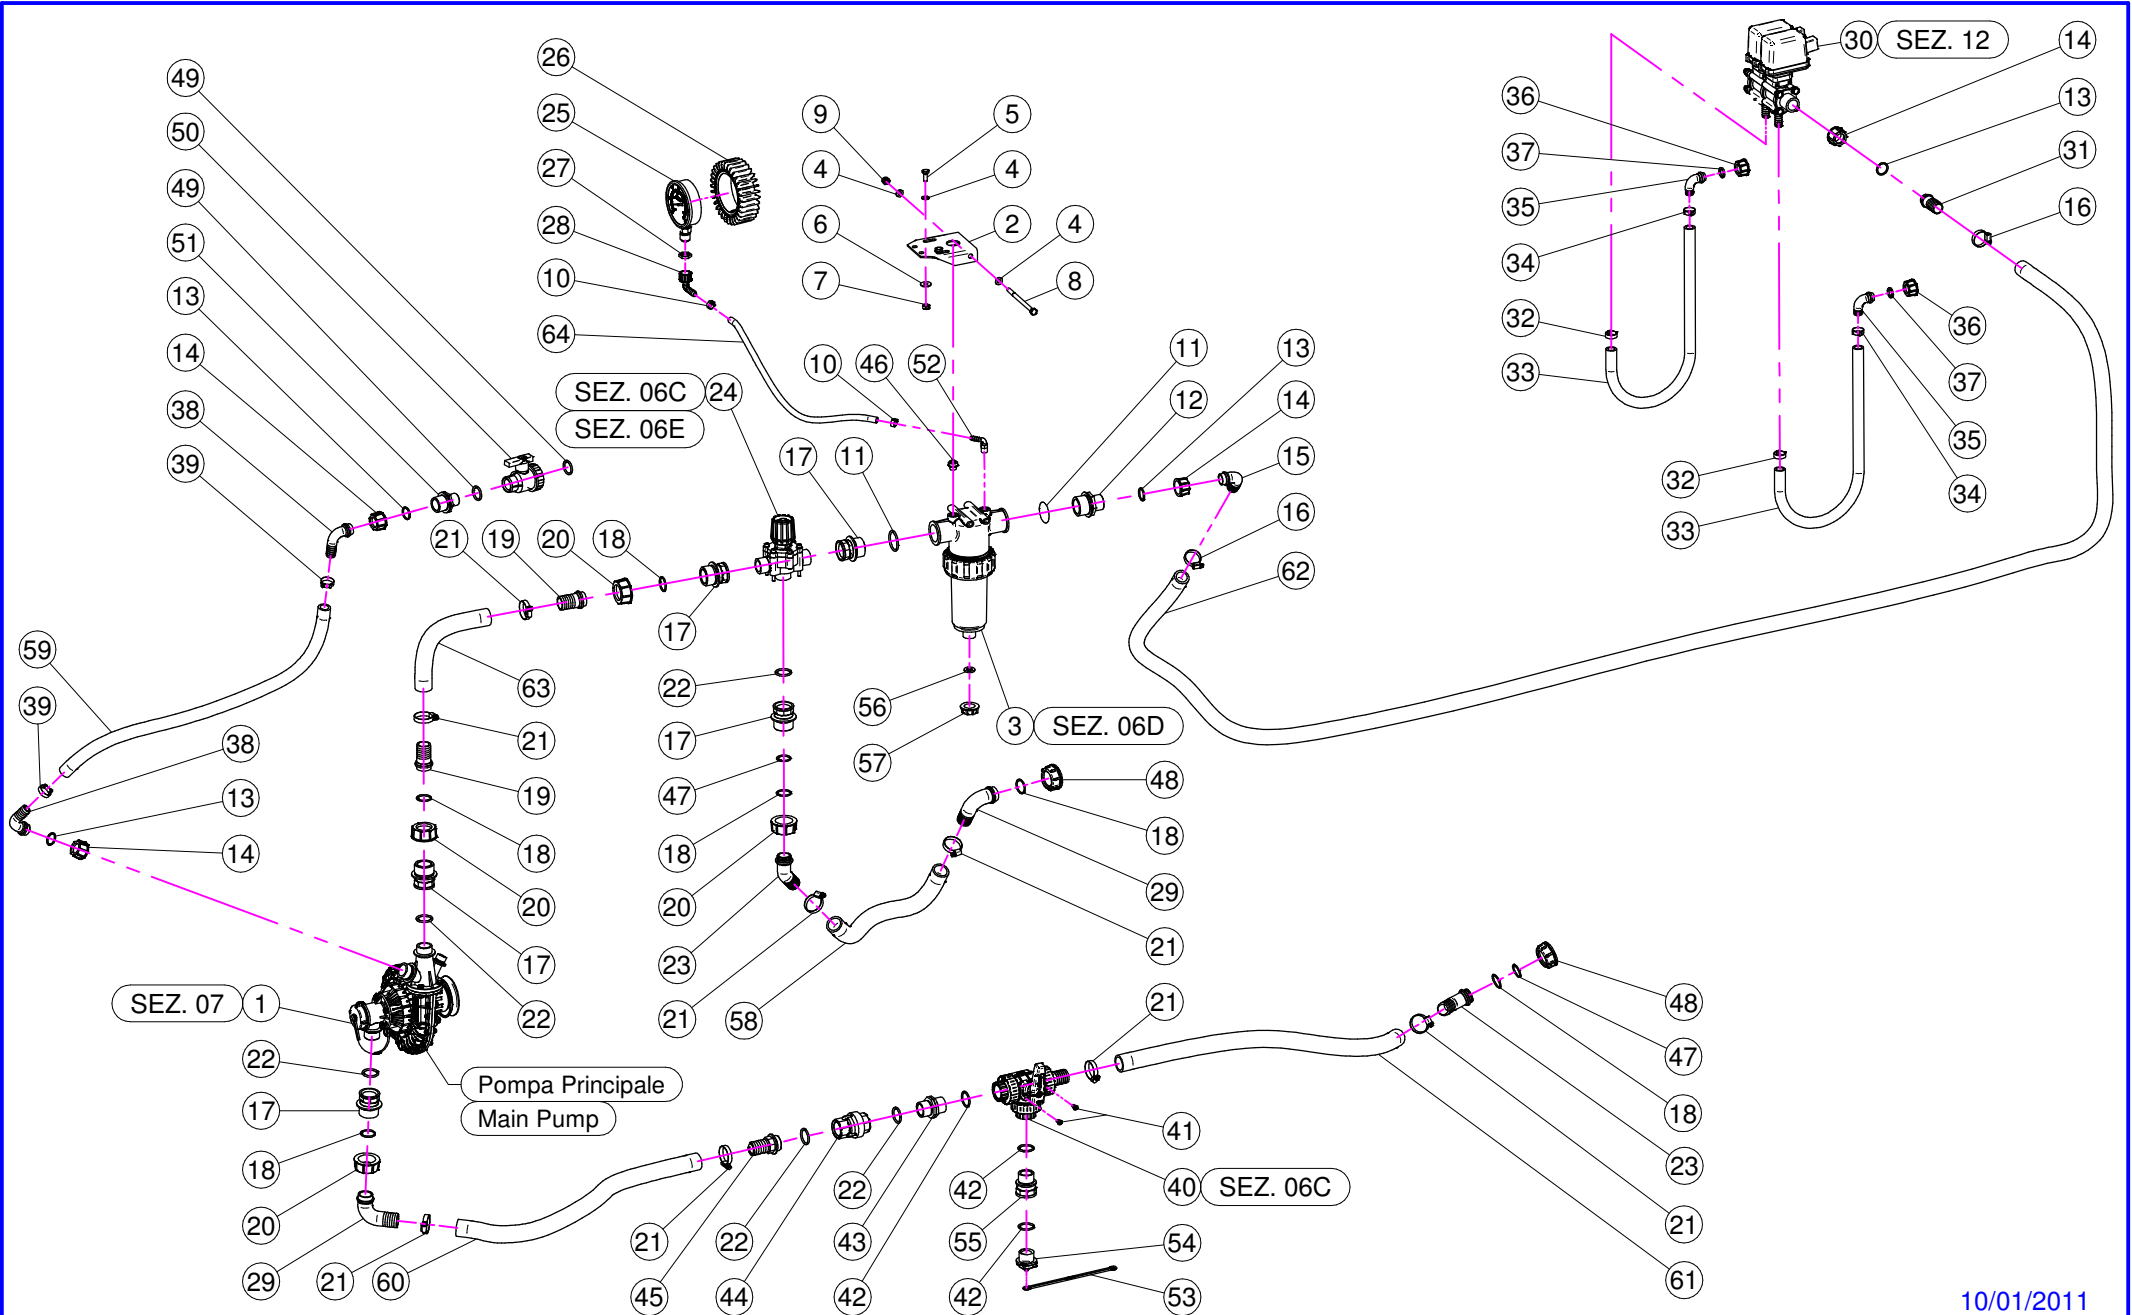 26
30 SEZ. 12 14
49
25
9 5
36 13
50
27 4 4 37 31
49
28 6 2 4 35 16
51
10 7 8 34
13
64 32 36
14
SEZ. 06C 24 10 46 52 11 13
33 37
38
SEZ. 06E 12 14
39 17 11 15 35
21 19 20 18 32 34
16 33
17 62
59
63 22
39 56
38 21 17 3 SEZ. 06D
57
13 19 47 48
14 18 18 18
20 20 29
17 23 21
SEZ. 07 1 22 21 58 21 48
22 47
Pompa Principale
17 Main Pump 41 18
18 22 42 40 SEZ. 06C 23
20 21 22 43 55 54 21
29 21 60 45 44 42 42 53 61
10/01/2011